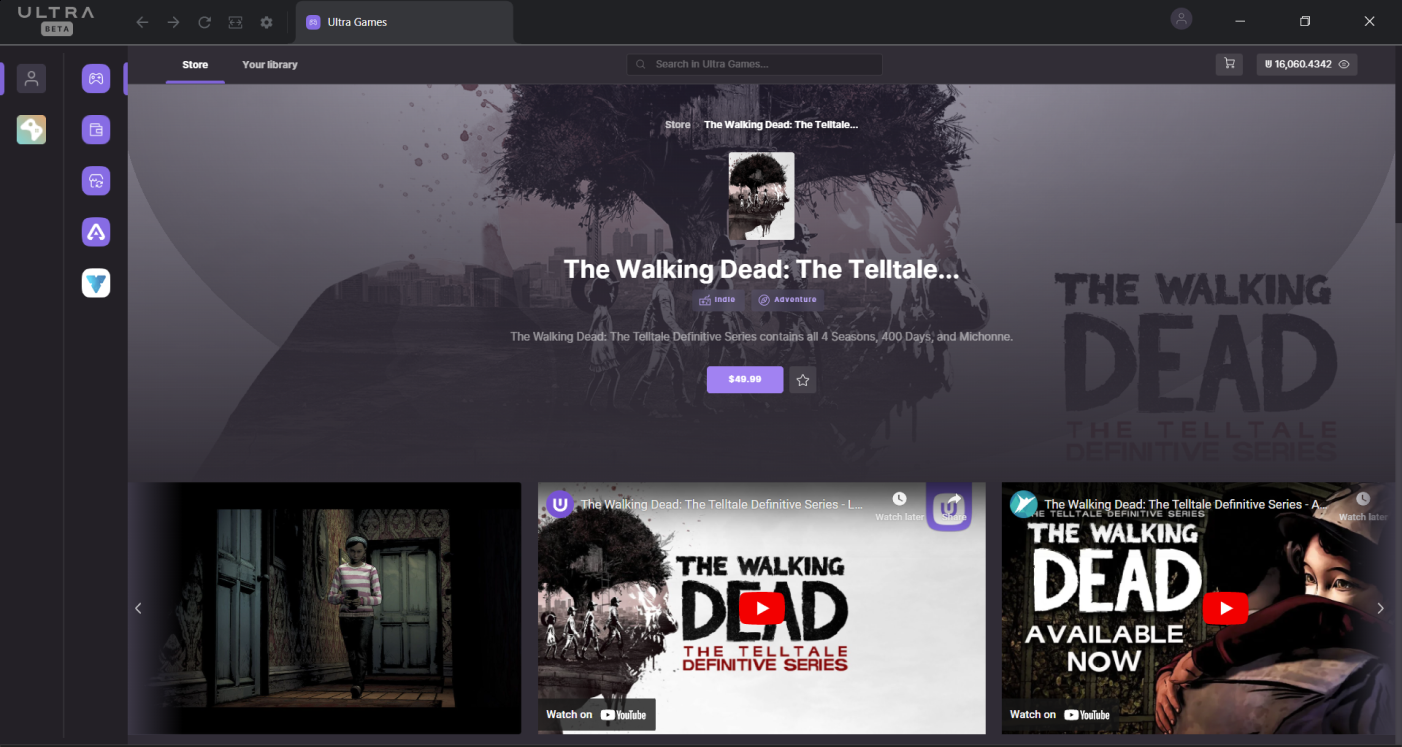 ULTRA
BETA
Ultra Games
Store
Your library
Search in Ultra Games...
16,060.4342
Store > The Walking Dead: The Telltale...
The Walking Dead: The Telltale...
Indie
Adventure
The Walking Dead: The Telltale Definitive Series contains all 4 Seasons, 400 Days, and Michonne.
$49.99
THE WALKING
DEAD
THE TELLTALE
DEFINITIVE SERIES
The Walking Dead: The Telltale Definitive Series - L...
Watch later
Share
THE WALKING
DEAD
THE TELLTALE
DEFINITIVE SERIES
Watch on YouTube
The Walking Dead: The Telltale Definitive Series - A...
Watch later
THE TELLTALE DEFINITIVE SERIES
THE WALKING
DEAD
AVAILABLE
NOW
Watch on YouTube